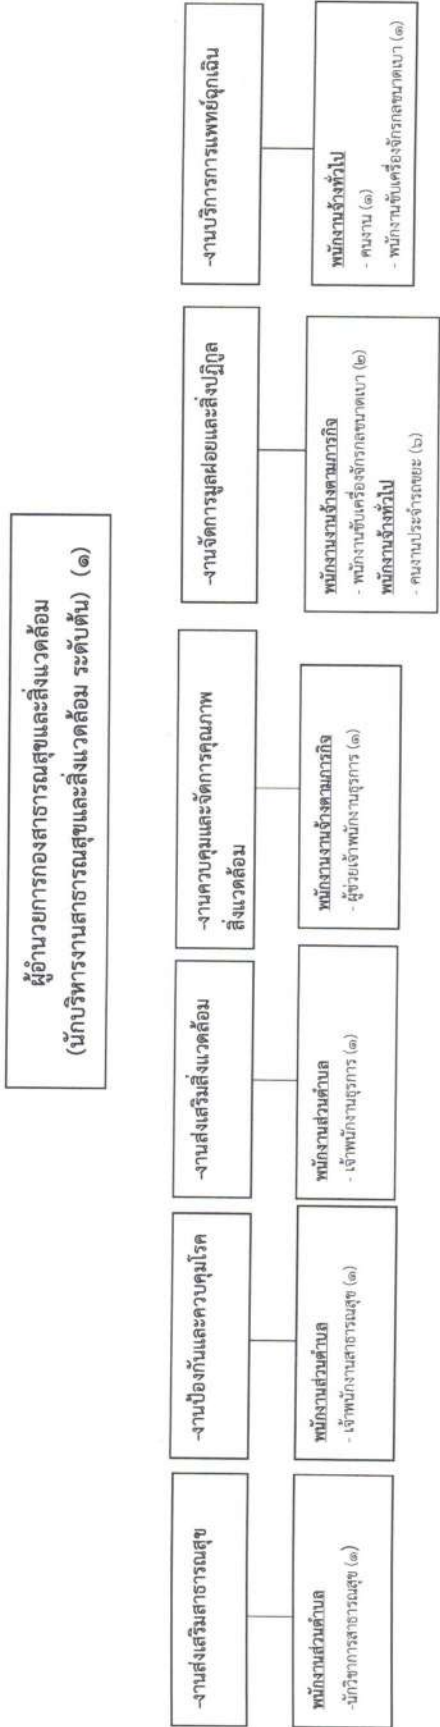 ผู้อำนวยการกองสาธารณสุขและสิ่งแวดล้อม
(นักบริหารงานสาธารณสุขและสิ่งแวดล้อม ระดับต้น) (๑)
-งานส่งเสริมสาธารณสุข
พนักงานส่วนตำบล
-นักวิชาการสาธารณสุข (๑)
-งานป้องกันและควบคุมโรค
พนักงานส่วนตำบล
- เจ้าพนักงานสาธารณสุข (๑)
-งานส่งเสริมสิ่งแวดล้อม
พนักงานส่วนตำบล
- เจ้าพนักงานธุรการ (๑)
-งานควบคุมและจัดการคุณภาพ
สิ่งแวดล้อม
พนักงานงานจ้างตามภารกิจ
- ผู้ช่วยเจ้าพนักงานธุรการ (๑)
-งานจัดการมูลฝอยและสิ่งปฏิกูล
พนักงานงานจ้างตามภารกิจ
- พนักงานขับเครื่องจักรกลขนาดเบา (๒)
พนักงานจ้างทั่วไป
- คนงานประจำรถขยะ (๖)
-งานบริการการแพทย์ฉุกเฉิน
พนักงานจ้างทั่วไป
- คนงาน (๑)
- พนักงานขับเครื่องจักรกลขนาดเบา (๑)